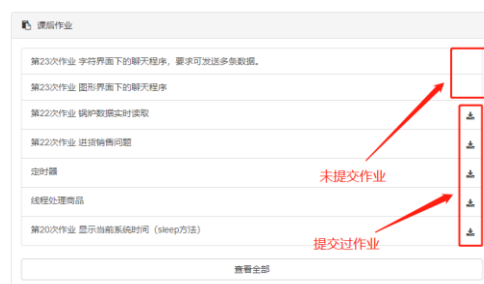 课后作业
第23次作业 字符界面下的聊天程序，要求可发送多条数据。
第23次作业 图形界面下的聊天程序
第22次作业 锅炉数据实时读取
第22次作业 进货销售问题
定时器
未提交作业
线程处理商品
第20次作业 显示当前系统时间（sleep方法）
提交过作业
查看全部